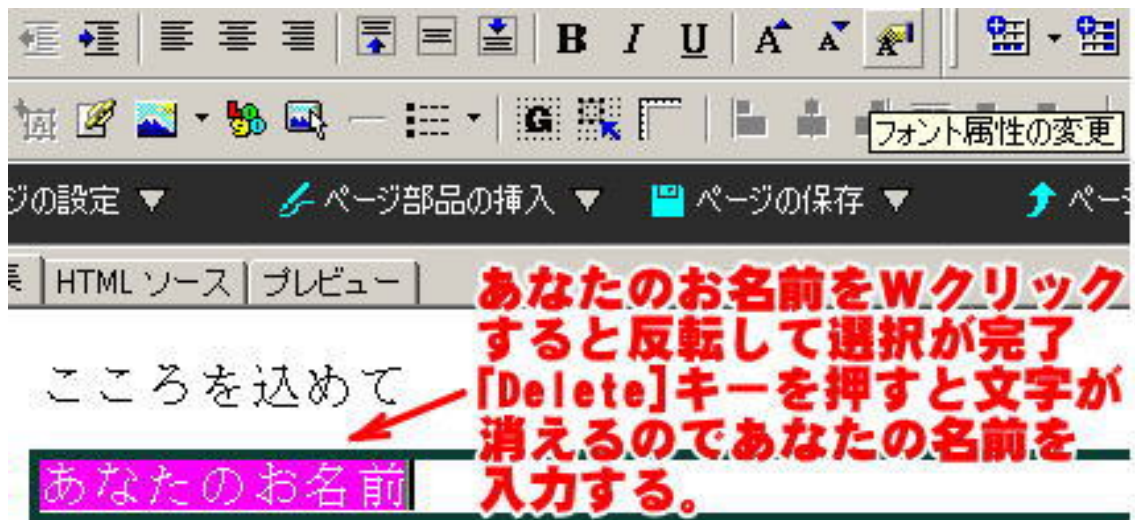 B I U A A A
G
フォント属性の変更
ジの設定 ▼ ページ部品の挿入 ▼ ページの保存 ▼ ペー
HTML ソース プレビュー
あなたのお名前をWクリック
すると反転して選択が完了
「Delete]キーを押すと文字が
消えるのであなたの名前を
入力する。
こころを込めて
あなたのお名前